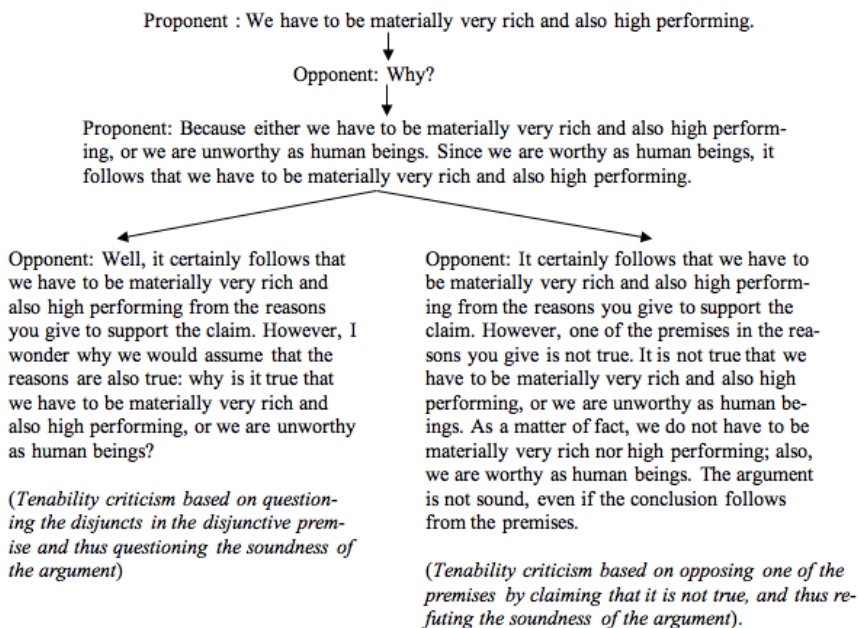 Proponent : We have to be materially very rich and also high performing.
Opponent: Why?
Proponent: Because either we have to be materially very rich and also high perform-
ing, or we are unworthy as human beings. Since we are worthy as human beings, it
follows that we have to be materially very rich and also high performing.
Opponent: Well, it certainly follows that
we have to be materially very rich and
also high performing from the reasons
you give to support the claim. However, I
wonder why we would assume that the
reasons are also true: why is it true that
we have to be materially very rich and
also high performing, or we are unworthy
as human beings?
(Tenability criticism based on question-
ing the disjuncts in the disjunctive prem-
ise and thus questioning the soundness of
the argument)
Opponent: It certainly follows that we have to
be materially very rich and also high perform-
ing from the reasons you give to support the
claim. However, one of the premises in the rea-
sons you give is not true. It is not true that we
have to be materially very rich and also high
performing, or we are unworthy as human be-
ings. As a matter of fact, we do not have to be
materially very rich nor high performing; also,
we are worthy as human beings. The argument
is not sound, even if the conclusion follows
from the premises.
(Tenability criticism based on opposing one of the
premises by claiming that it is not true, and thus re-
futing the soundness of the argument).